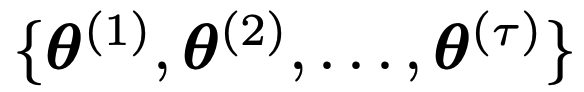 {𝜽⁽¹⁾, 𝜽⁽²⁾, . . . , 𝜽⁽𝜏⁾}